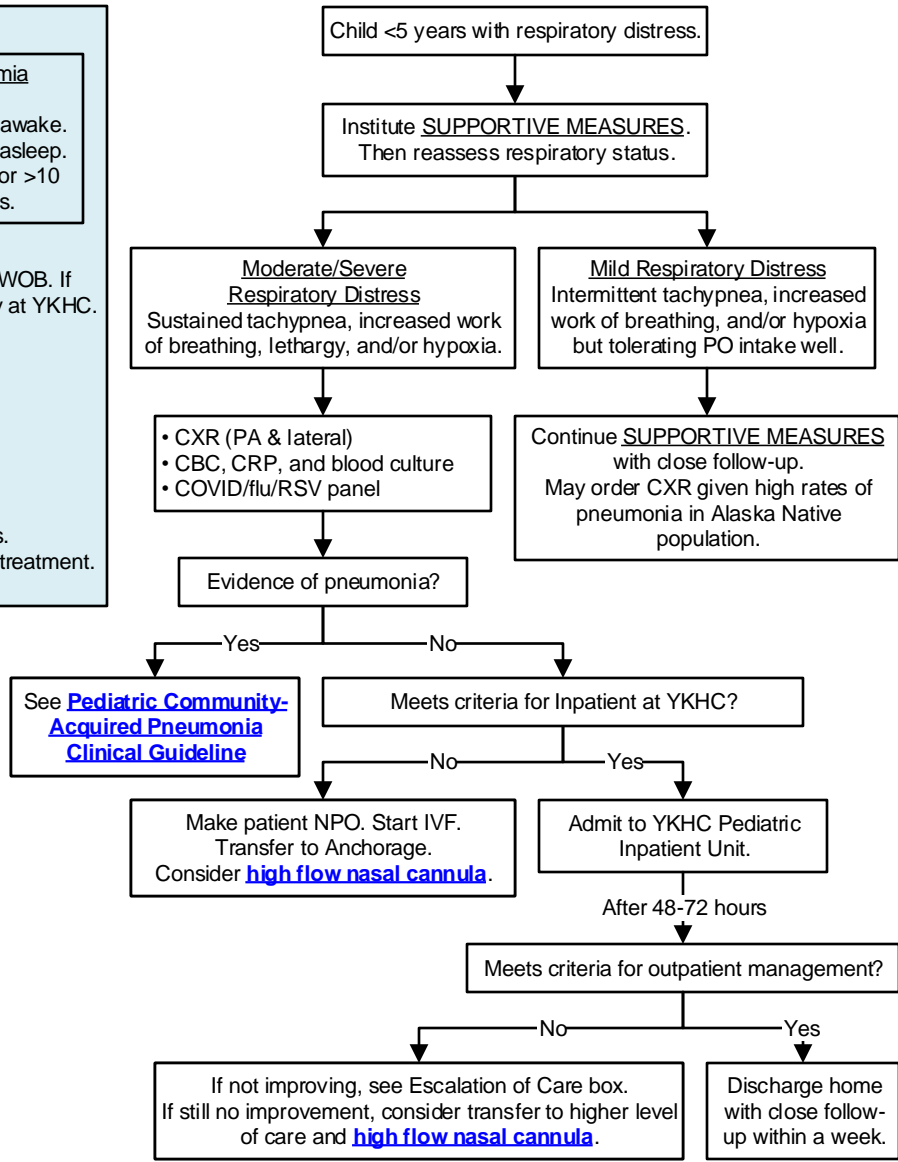 mia
awake.
asleep.
or >10
s.
WOB. If
at YKHC.
s.
treatment.
Child <5 years with respiratory distress.
Institute SUPPORTIVE MEASURES.
Then reassess respiratory status.
Moderate/Severe
Respiratory Distress
Sustained tachypnea, increased work
of breathing, lethargy, and/or hypoxia.
Mild Respiratory Distress
Intermittent tachypnea, increased
work of breathing, and/or hypoxia
but tolerating PO intake well.
• CXR (PA & lateral)
• CBC, CRP, and blood culture
• COVID/flu/RSV panel
Continue SUPPORTIVE MEASURES
with close follow-up.
May order CXR given high rates of
pneumonia in Alaska Native
population.
Evidence of pneumonia?
Yes
No
See Pediatric Community-
Acquired Pneumonia
Clinical Guideline
Meets criteria for Inpatient at YKHC?
No
Yes
Make patient NPO. Start IVF.
Transfer to Anchorage.
Consider high flow nasal cannula.
Admit to YKHC Pediatric
Inpatient Unit.
After 48-72 hours
Meets criteria for outpatient management?
No
Yes
If not improving, see Escalation of Care box.
If still no improvement, consider transfer to higher level
of care and high flow nasal cannula.
Discharge home
with close follow-
up within a week.